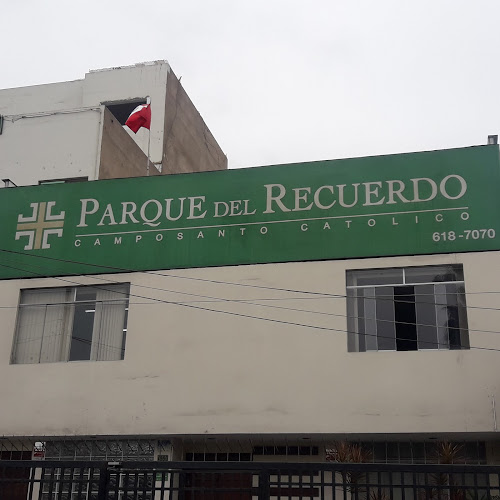 PARQUE DEL RECUERDO
CAMPOSANTO CATOLICO
618-7070